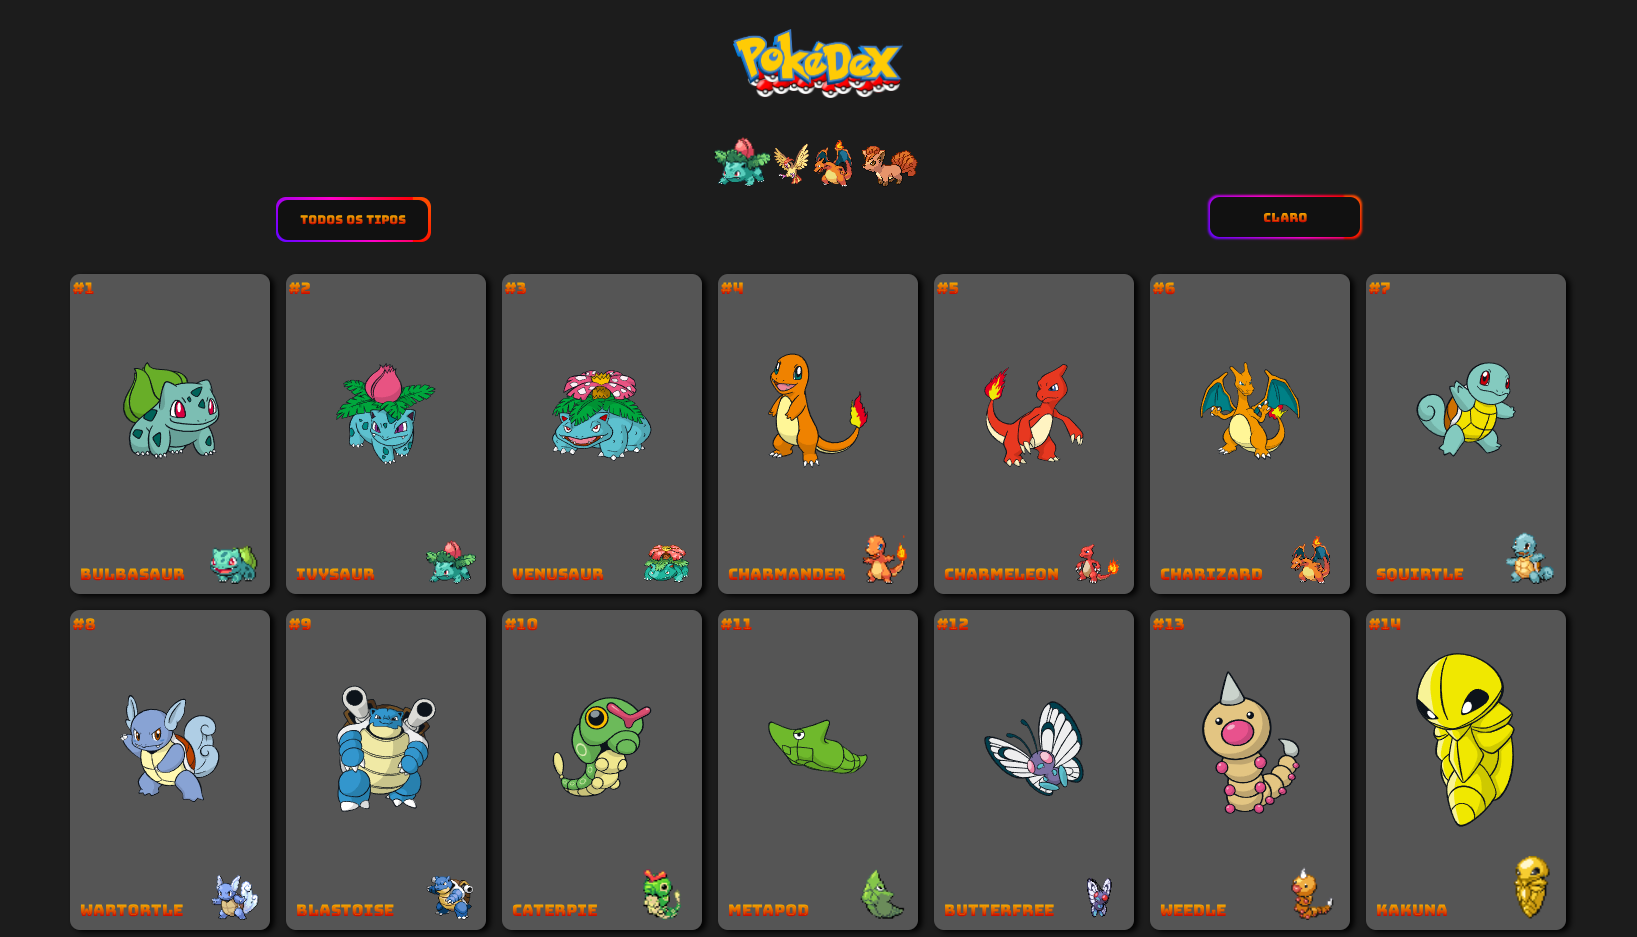 PokéDex
TODOS OS TIPOS
CLARO
#1
#2
#3
#4
#5
#6
#7
BULBASAUR
IVYSAUR
VENUSAUR
CHARMANDER
CHARMELEON
CHARIZARD
SQUIRTLE
#8
#9
#10
#11
#12
#13
#14
WARTORTLE
BLASTOISE
CATERPIE
METAPOD
BUTTERFREE
WEEDLE
KAKUNA